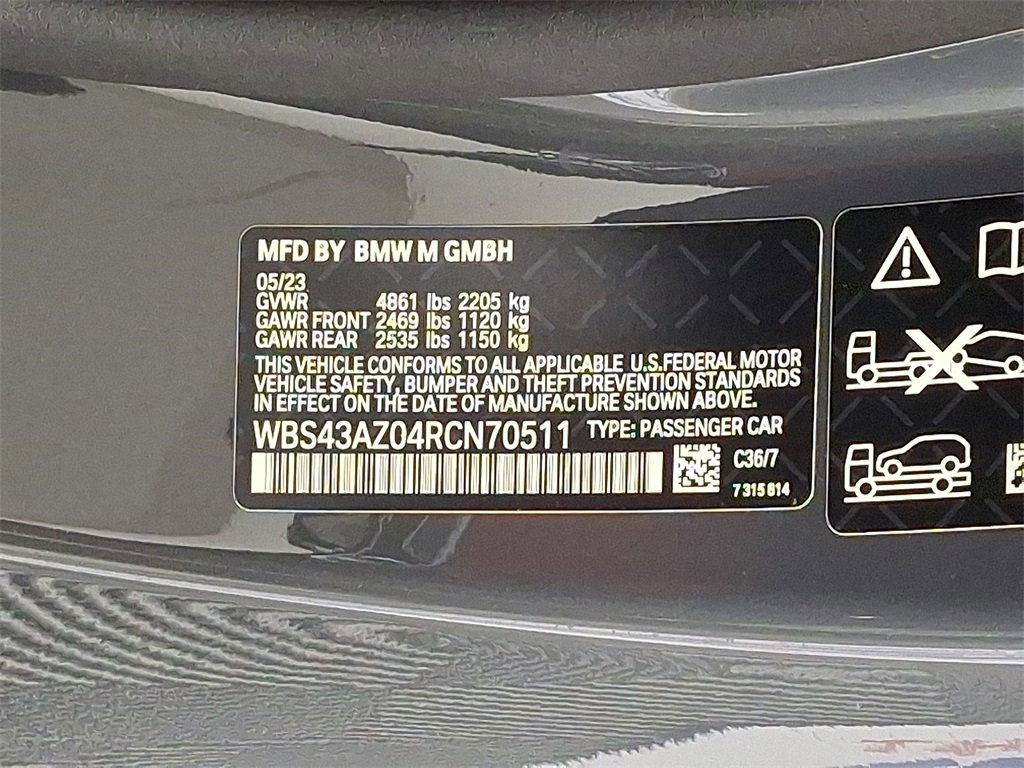 MFD BY BMW M GMBH
05/23
GVWR 4861 lbs 2205 kg
GAWR FRONT 2469 lbs 1120 kg
GAWR REAR 2535 lbs 1150 kg
THIS VEHICLE CONFORMS TO ALL APPLICABLE U.S.FEDERAL MOTOR
VEHICLE SAFETY, BUMPER AND THEFT PREVENTION STANDARDS
IN EFFECT ON THE DATE OF MANUFACTURE SHOWN ABOVE.
WBS43AZ04RCN70511 TYPE: PASSENGER CAR
C36/7
7 315 814